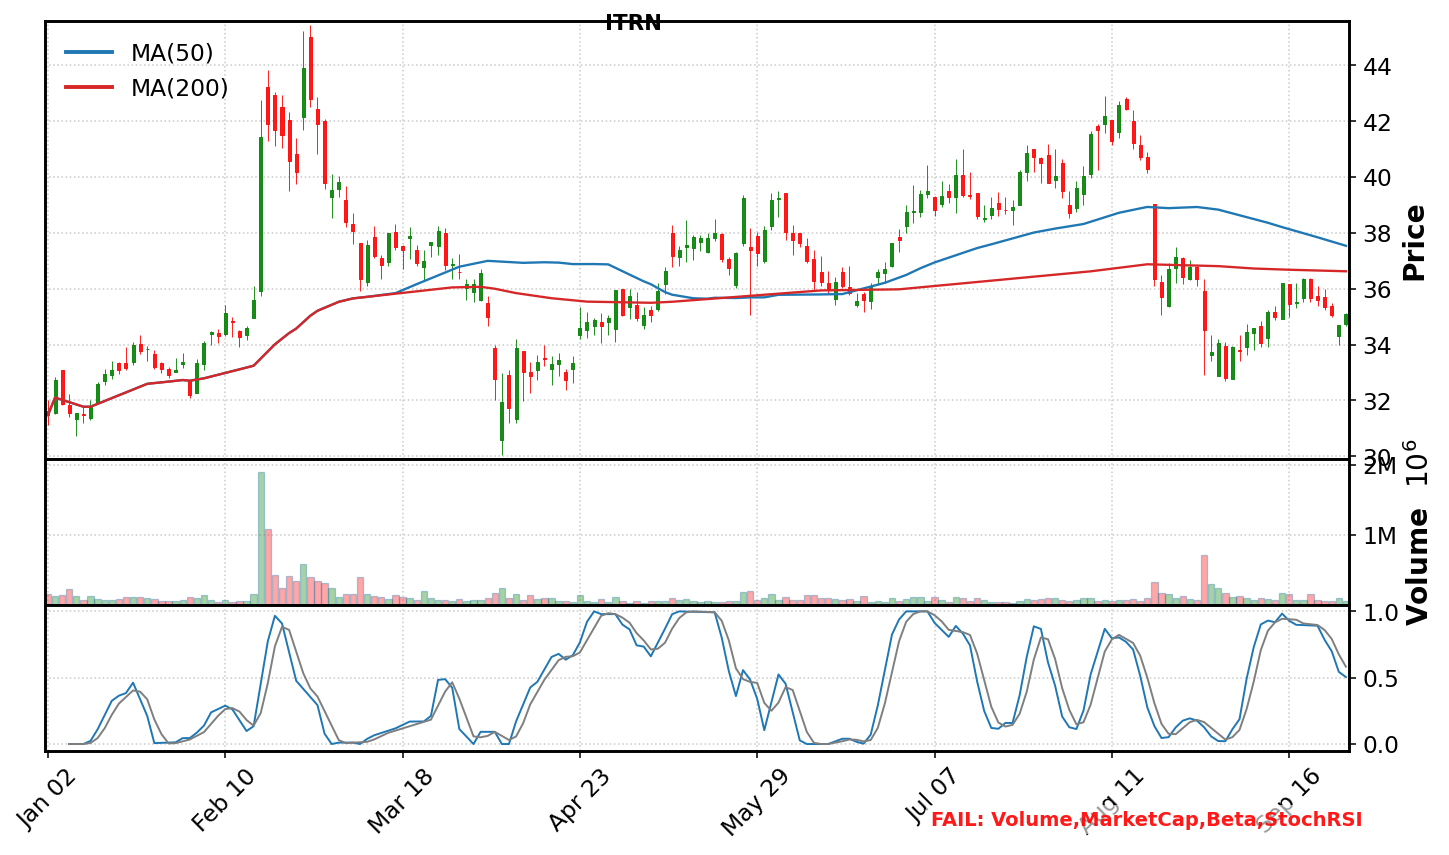 ITRN
MA(50)
MA(200)
44
42
40
38
36
34
32
30
Price
2M
1M
Volume 10^6
1.0
0.5
0.0
Jan 02
Feb 10
Mar 18
Apr 23
May 29
Jul 07
Aug 11
Sep 16
FAIL: Volume,MarketCap,Beta,StochRSI